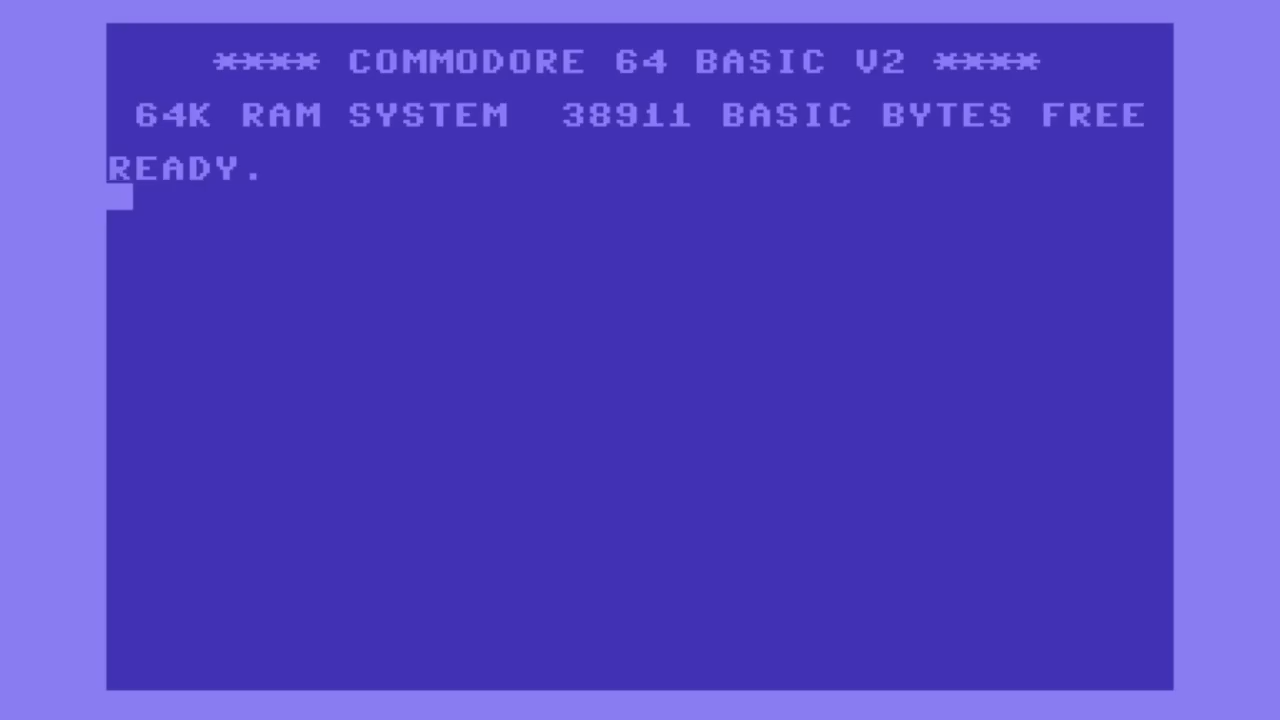 **** COMMODORE 64 BASIC V2 ****
64K RAM SYSTEM  38911 BASIC BYTES FREE
READY.